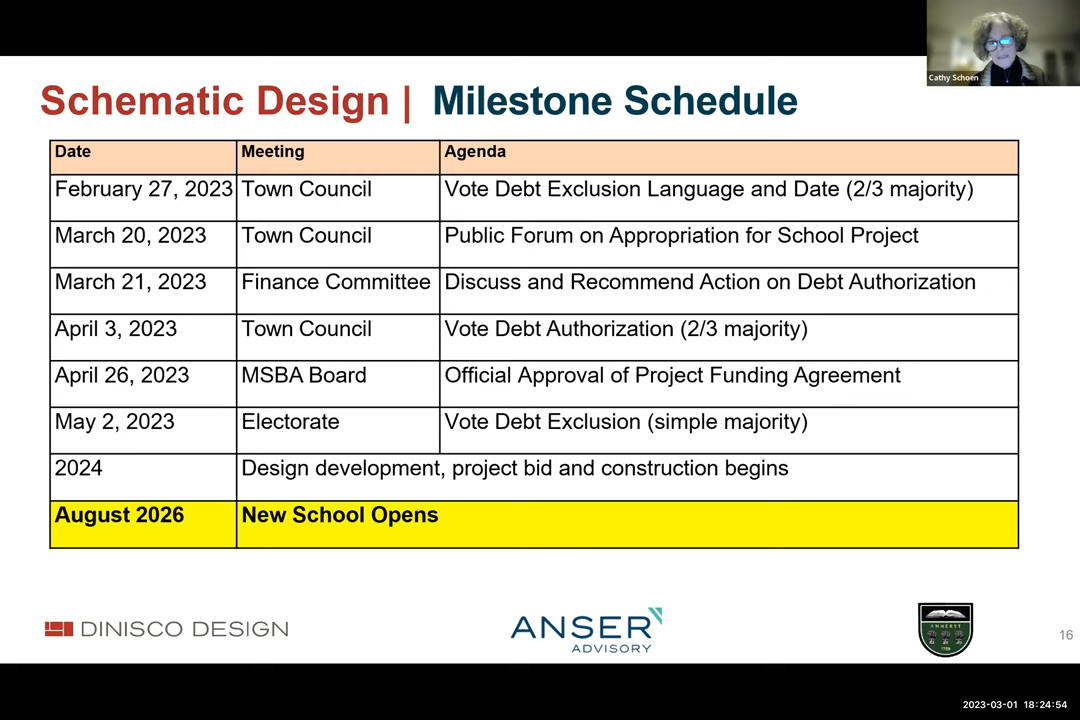 Cathy Schoen
Schematic Design | Milestone Schedule
Date Meeting Agenda
February 27, 2023 Town Council Vote Debt Exclusion Language and Date (2/3 majority)
March 20, 2023 Town Council Public Forum on Appropriation for School Project
March 21, 2023 Finance Committee Discuss and Recommend Action on Debt Authorization
April 3, 2023 Town Council Vote Debt Authorization (2/3 majority)
April 26, 2023 MSBA Board Official Approval of Project Funding Agreement
May 2, 2023 Electorate Vote Debt Exclusion (simple majority)
2024 Design development, project bid and construction begins
August 2026 New School Opens
DINISCO DESIGN
ANSER
ADVISORY
AMHERST
1759
16
2023-03-01 18:24:54